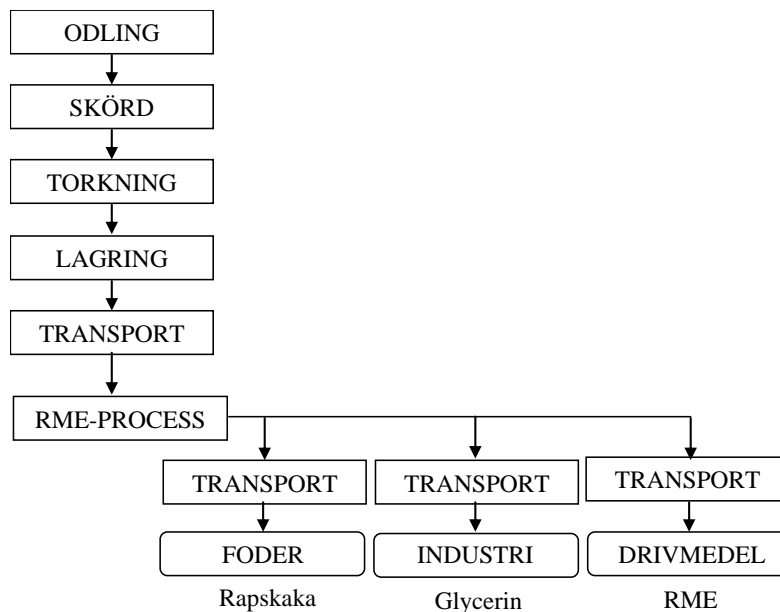 ODLING
SKÖRD
TORKNING
LAGRING
TRANSPORT
RME-PROCESS
TRANSPORT TRANSPORT TRANSPORT
FODER INDUSTRI DRIVMEDEL
Rapskaka Glycerin RME